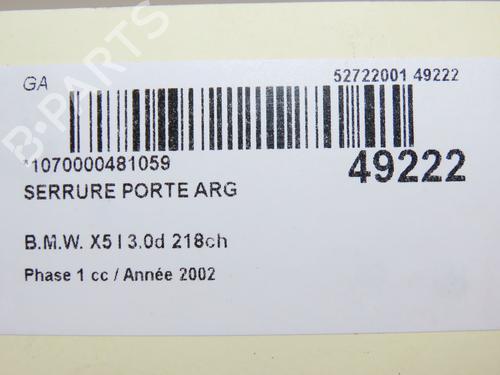 GA
52722001 49222
*1070000481059
49222
SERRURE PORTE ARG
B.M.W. X5 I 3.0d 218ch
Phase 1 cc / Année 2002
B-PARTS